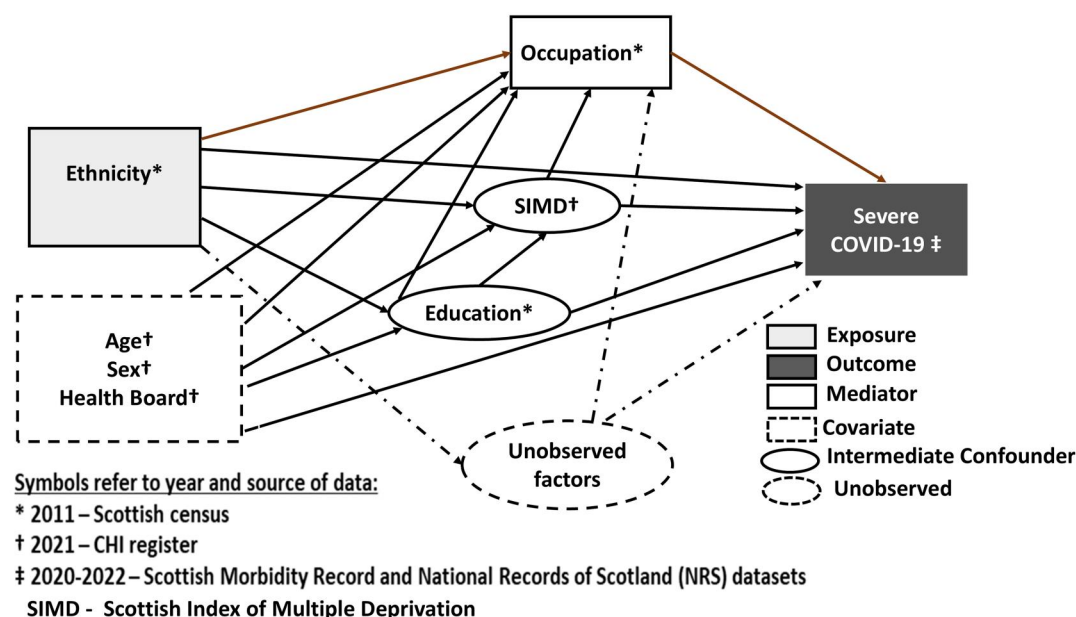 Occupation*
Ethnicity*
SIMD†
Severe
COVID-19 ‡
Education*
Age†
Sex†
Health Board†
Unobserved
factors
Exposure
Outcome
Mediator
Covariate
Intermediate Confounder
Unobserved
Symbols refer to year and source of data:
* 2011 – Scottish census
† 2021 – CHI register
‡ 2020-2022 – Scottish Morbidity Record and National Records of Scotland (NRS) datasets
SIMD - Scottish Index of Multiple Deprivation